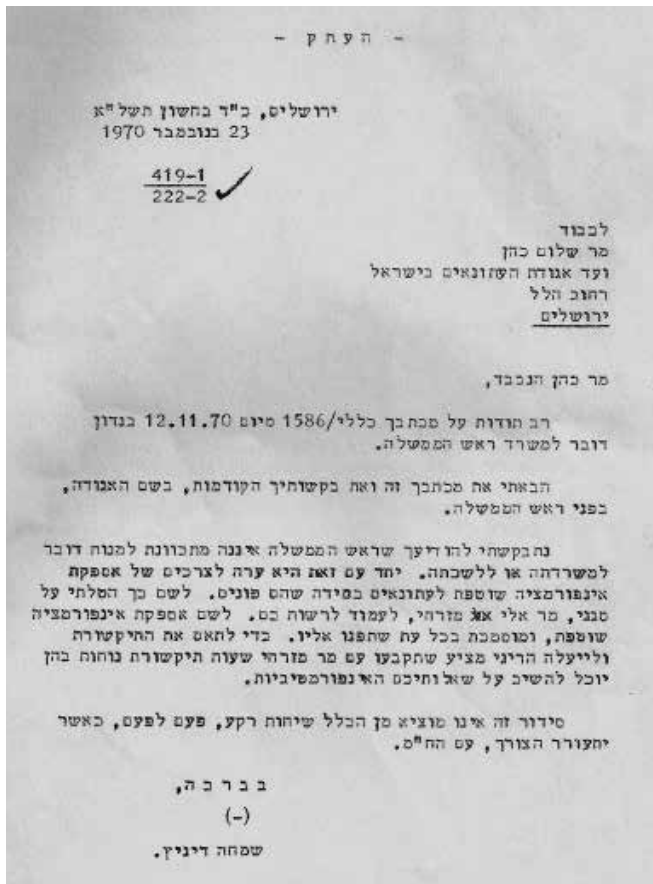 - העתק -
ירושלים, כ"ד בחשון תשל"א
23 בנובמבר 1970
419-1
222-2
לכבוד
מר שלום כהן
ועד אגודת העתונאים בישראל
רחוב הלל
ירושלים
מר כהן הנכבד,
רב תודות על מכתבך כללי/1586 מיום 12.11.70 בנדון
דובר למשרד ראש הממשלה.
הבאתי את מכתבך זה ואת בקשותיך הקודמות, בשם האגודה,
בפני ראש הממשלה.
נתבקשתי להודיעך שראש הממשלה איננה מתכוונת למנות דובר
למשרדה או ללשכתה. יחד עם זאת היא ערה לצרכים של אספקת
אינפורמציה שוטפת לעתונאים במידה שהם פונים. לשם כך הטלתי על
סגני, מר אלי מזרחי, לעמוד לרשותכם. לשם אספקת אינפורמציה
שוטפת, ומוסמכת בכל עת שתפנו אליו. כדי לתאם את התיקשורת
ולייעלה הריני מציע שתקבעו עם מר מזרחי שעות תיקשורת נוחות בהן
יוכל להשיב על שאלותיכם האינפורמטיביות.
סידור זה אינו מוציא מן הכלל שיחות רקע, פעם לפעם, כאשר
יתעורר הצורך, עם הח"מ.
בברכה,
(-)
שמחה דיניץ.